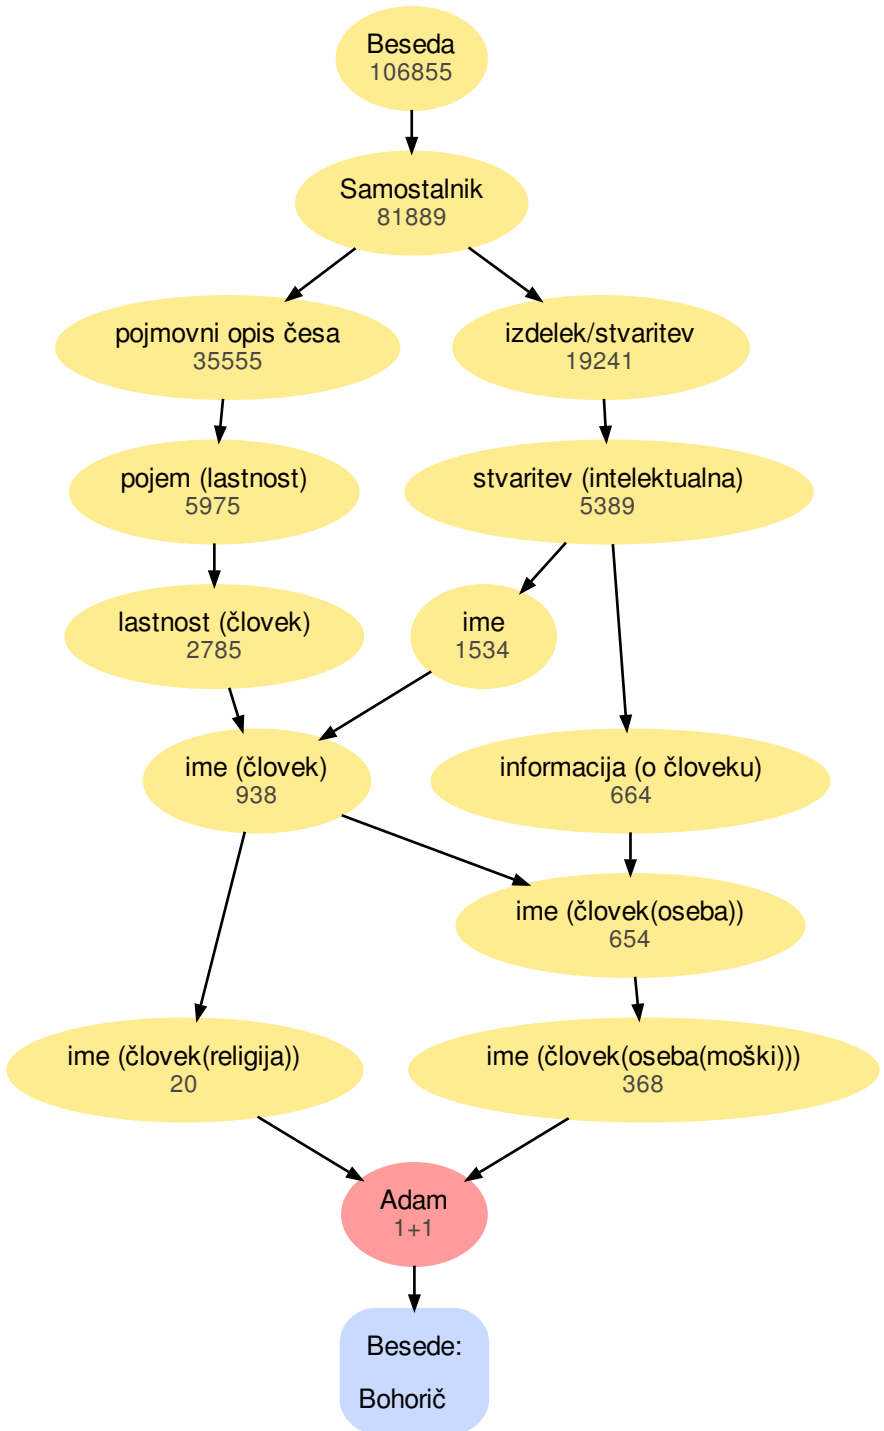 Beseda
106855
Samostalnik
81889
pojmovni opis česa
35555
izdelek/stvaritev
19241
pojem (lastnost)
5975
stvaritev (intelektualna)
5389
lastnost (človek)
2785
ime
1534
ime (človek)
938
informacija (o človeku)
664
ime (človek(oseba))
654
ime (človek(religija))
20
ime (človek(oseba(moški)))
368
Adam
1+1
Besede:
Bohorič